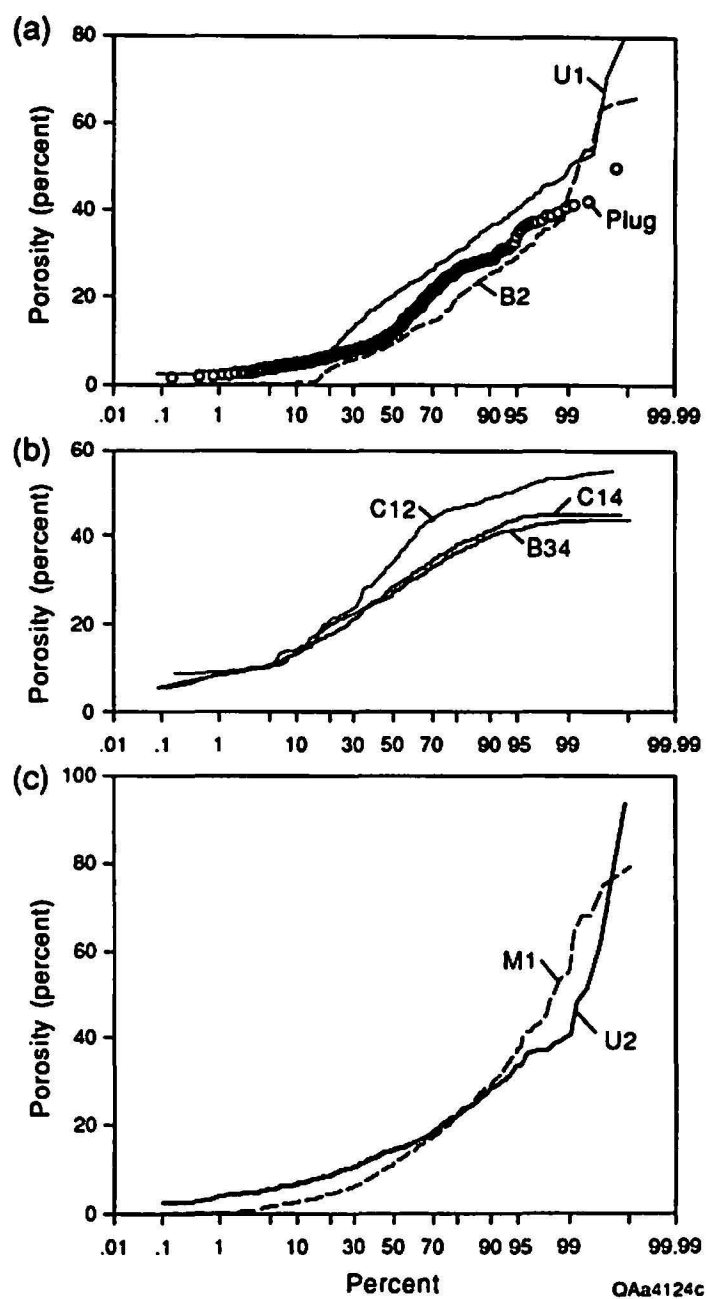 (a)
Porosity (percent)
80
60
40
20
0
U1
Plug
B2
.01 .1 1 10 30 50 70 90 95 99 99.99
(b)
Porosity (percent)
60
40
20
0
C12
C14
B34
.01 .1 1 10 30 50 70 90 95 99 99.99
(c)
Porosity (percent)
100
80
60
40
20
0
M1
U2
.01 .1 1 10 30 50 70 90 95 99 99.99
Percent
QAa4124c